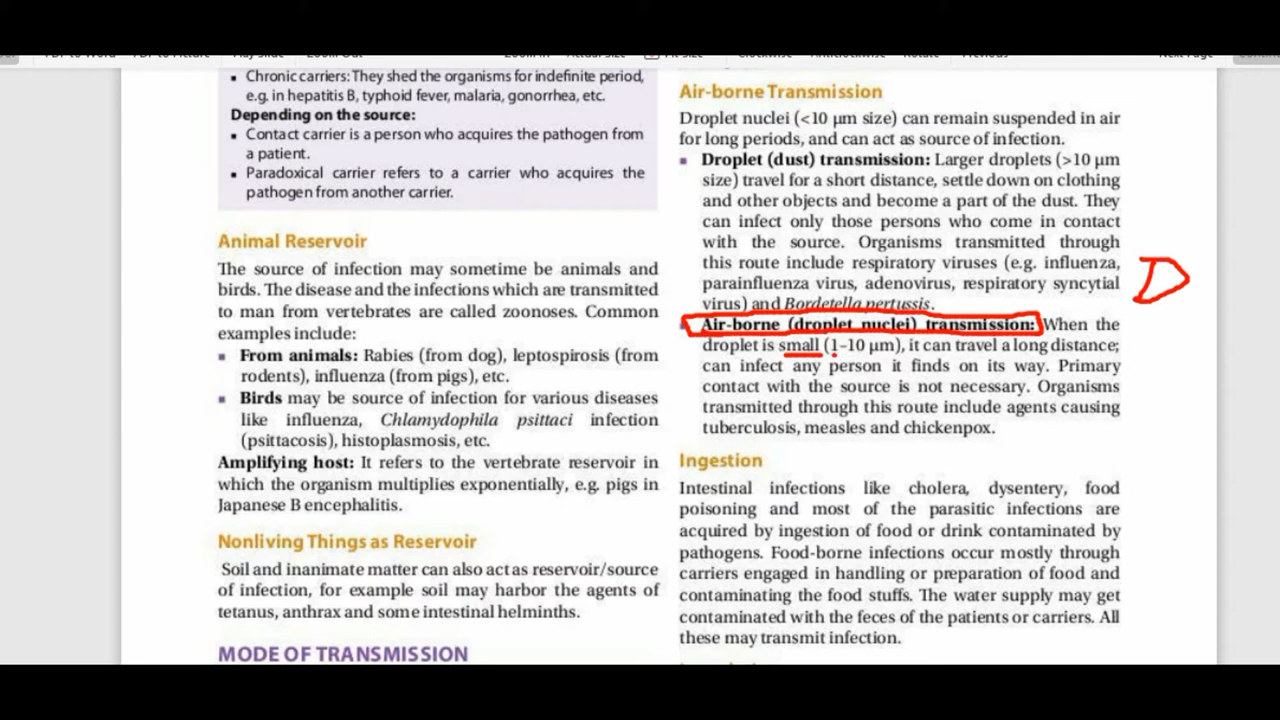 Chronic carriers: They shed the organisms for indefinite period,
e.g. in hepatitis B, typhoid fever, malaria, gonorrhea, etc.
Depending on the source:
Contact carrier is a person who acquires the pathogen from
a patient.
Paradoxical carrier refers to a carrier who acquires the
pathogen from another carrier.
Animal Reservoir
The source of infection may sometime be animals and
birds. The disease and the infections which are transmitted
to man from vertebrates are called zoonoses. Common
examples include:
From animals: Rabies (from dog), leptospirosis (from
rodents), influenza (from pigs), etc.
Birds may be source of infection for various diseases
like influenza, Chlamydophila psittaci infection
(psittacosis), histoplasmosis, etc.
Amplifying host: It refers to the vertebrate reservoir in
which the organism multiplies exponentially, e.g. pigs in
Japanese B encephalitis.
Nonliving Things as Reservoir
Soil and inanimate matter can also act as reservoir/source
of infection, for example soil may harbor the agents of
tetanus, anthrax and some intestinal helminths.
MODE OF TRANSMISSION
Air-borne Transmission
Droplet nuclei (<10 µm size) can remain suspended in air
for long periods, and can act as source of infection.
Droplet (dust) transmission: Larger droplets (>10 µm
size) travel for a short distance, settle down on clothing
and other objects and become a part of the dust. They
can infect only those persons who come in contact
with the source. Organisms transmitted through
this route include respiratory viruses (e.g. influenza,
parainfluenza virus, adenovirus, respiratory syncytial
virus) and Bordetella pertussis.
Air-borne (droplet nuclei) transmission: When the
droplet is small (1–10 µm), it can travel a long distance;
can infect any person it finds on its way. Primary
contact with the source is not necessary. Organisms
transmitted through this route include agents causing
tuberculosis, measles and chickenpox.
Ingestion
Intestinal infections like cholera, dysentery, food
poisoning and most of the parasitic infections are
acquired by ingestion of food or drink contaminated by
pathogens. Food-borne infections occur mostly through
carriers engaged in handling or preparation of food and
contaminating the food stuffs. The water supply may get
contaminated with the feces of the patients or carriers. All
these may transmit infection.